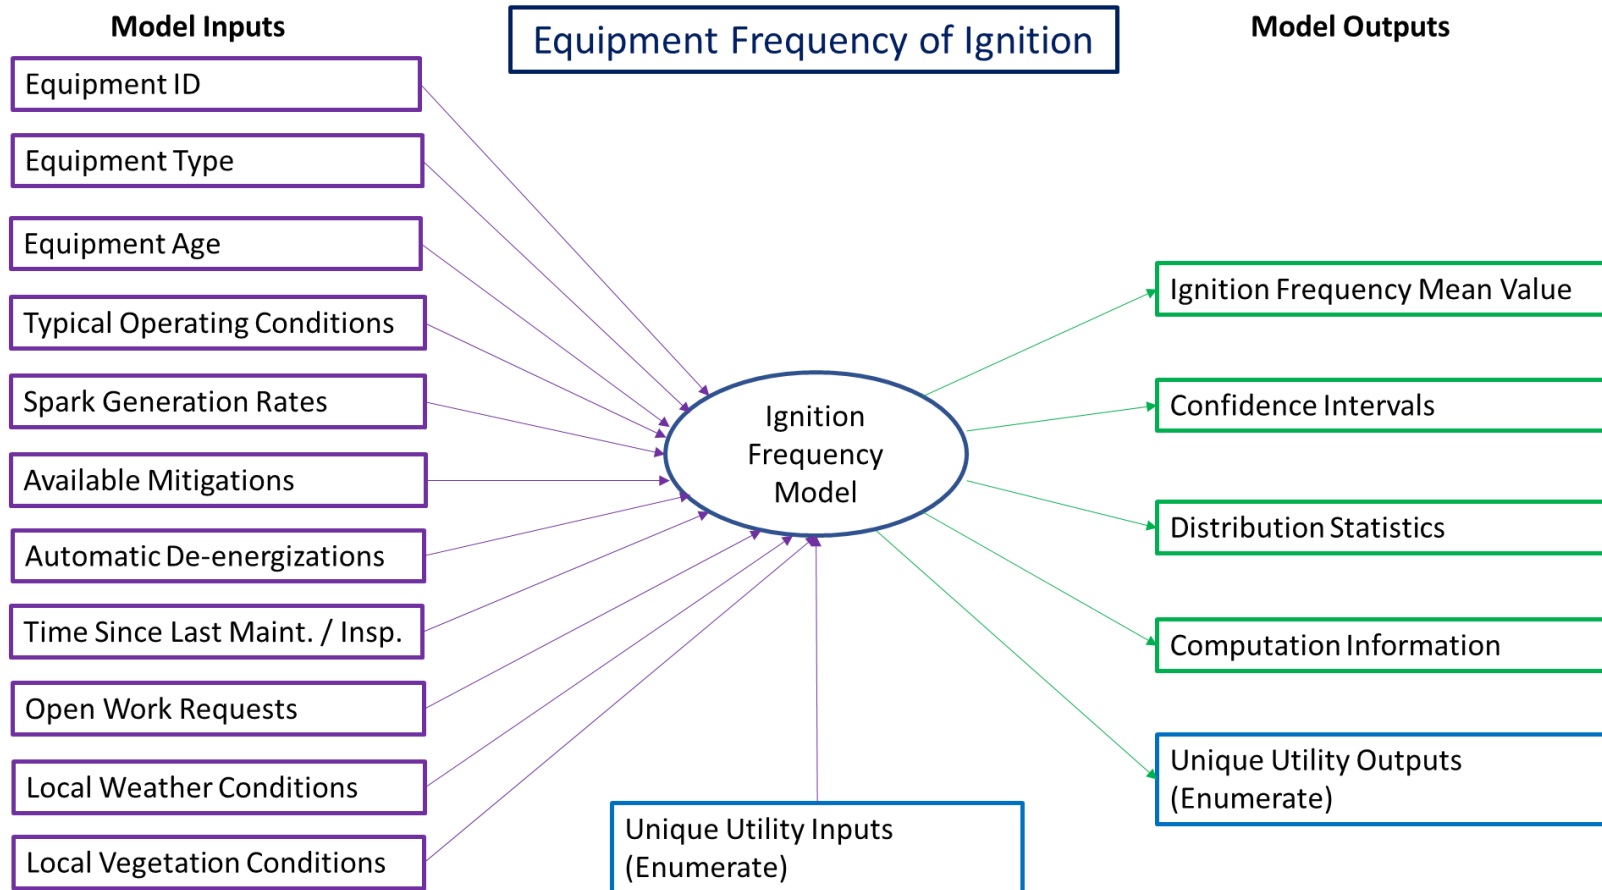 Model Inputs
Equipment Frequency of Ignition
Model Outputs
Equipment ID
Equipment Type
Equipment Age
Typical Operating Conditions
Spark Generation Rates
Available Mitigations
Automatic De-energizations
Time Since Last Maint. / Insp.
Open Work Requests
Local Weather Conditions
Local Vegetation Conditions
Unique Utility Inputs
(Enumerate)
Ignition
Frequency
Model
Ignition Frequency Mean Value
Confidence Intervals
Distribution Statistics
Computation Information
Unique Utility Outputs
(Enumerate)